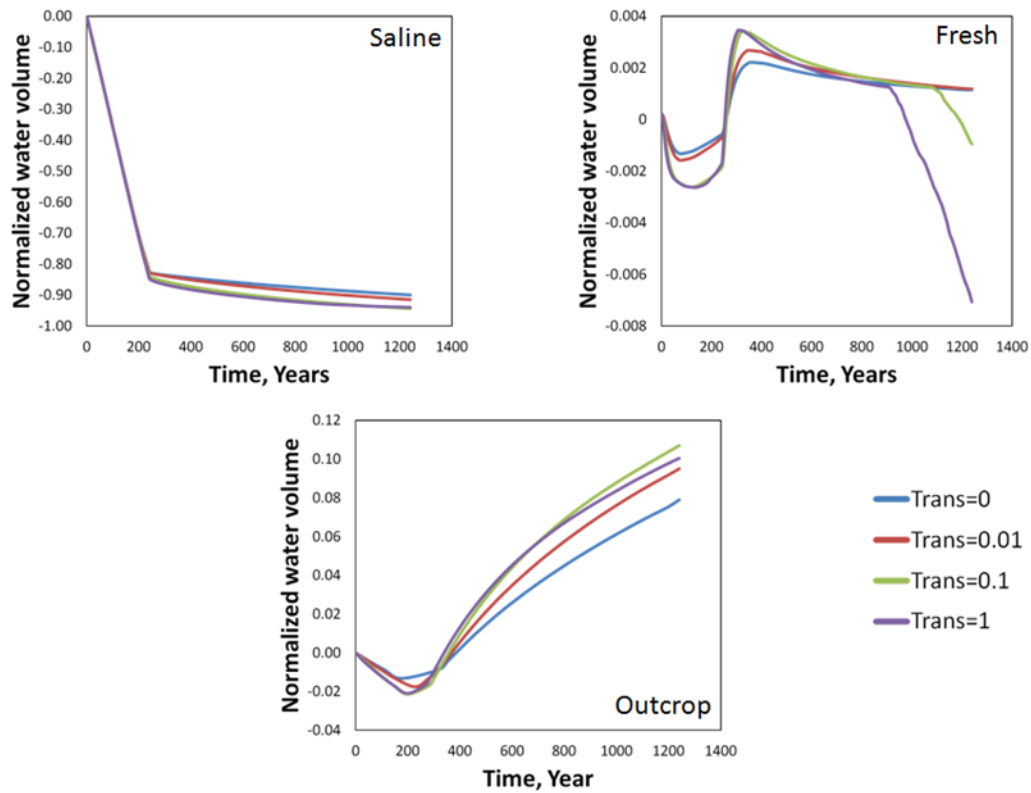 Saline
Normalized water volume
0.00
-0.10
-0.20
-0.30
-0.40
-0.50
-0.60
-0.70
-0.80
-0.90
-1.00
0 200 400 600 800 1000 1200 1400
Time, Years
Fresh
Normalized water volume
0.004
0.002
0
-0.002
-0.004
-0.006
-0.008
0 200 400 600 800 1000 1200 1400
Time, Years
Normalized water volume
0.12
0.10
0.08
0.06
0.04
0.02
0.00
-0.02
-0.04
Outcrop
0 200 400 600 800 1000 1200 1400
Time, Year
Trans=0
Trans=0.01
Trans=0.1
Trans=1